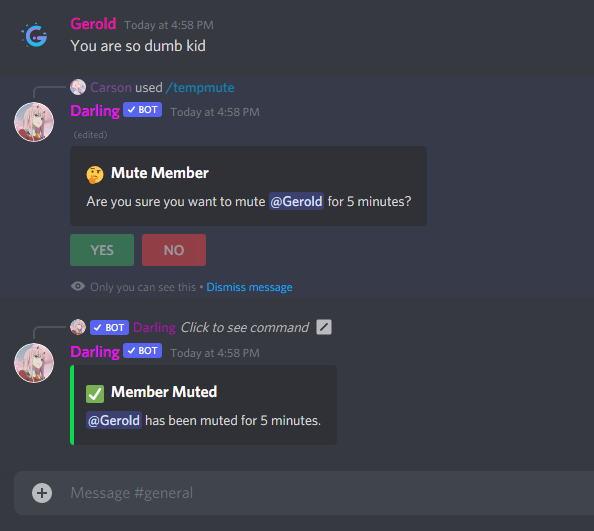 Gerold Today at 4:58 PM
You are so dumb kid
Carson used /tempmute
Darling ✓ BOT Today at 4:58 PM
(edited)
🤔 Mute Member
Are you sure you want to mute @Gerold for 5 minutes?
YES NO
Only you can see this • Dismiss message
✓ BOT Darling Click to see command
Darling ✓ BOT Today at 4:58 PM
✅ Member Muted
@Gerold has been muted for 5 minutes.
Message #general